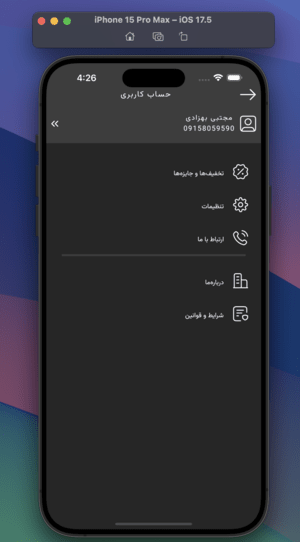 iPhone 15 Pro Max – iOS 17.5
4:26
حساب کاربری
مجتبی بهزادی
09158059590
تخفیف‌ها و جایزه‌ها
تنظیمات
ارتباط با ما
درباره‌ما
شرایط و قوانین